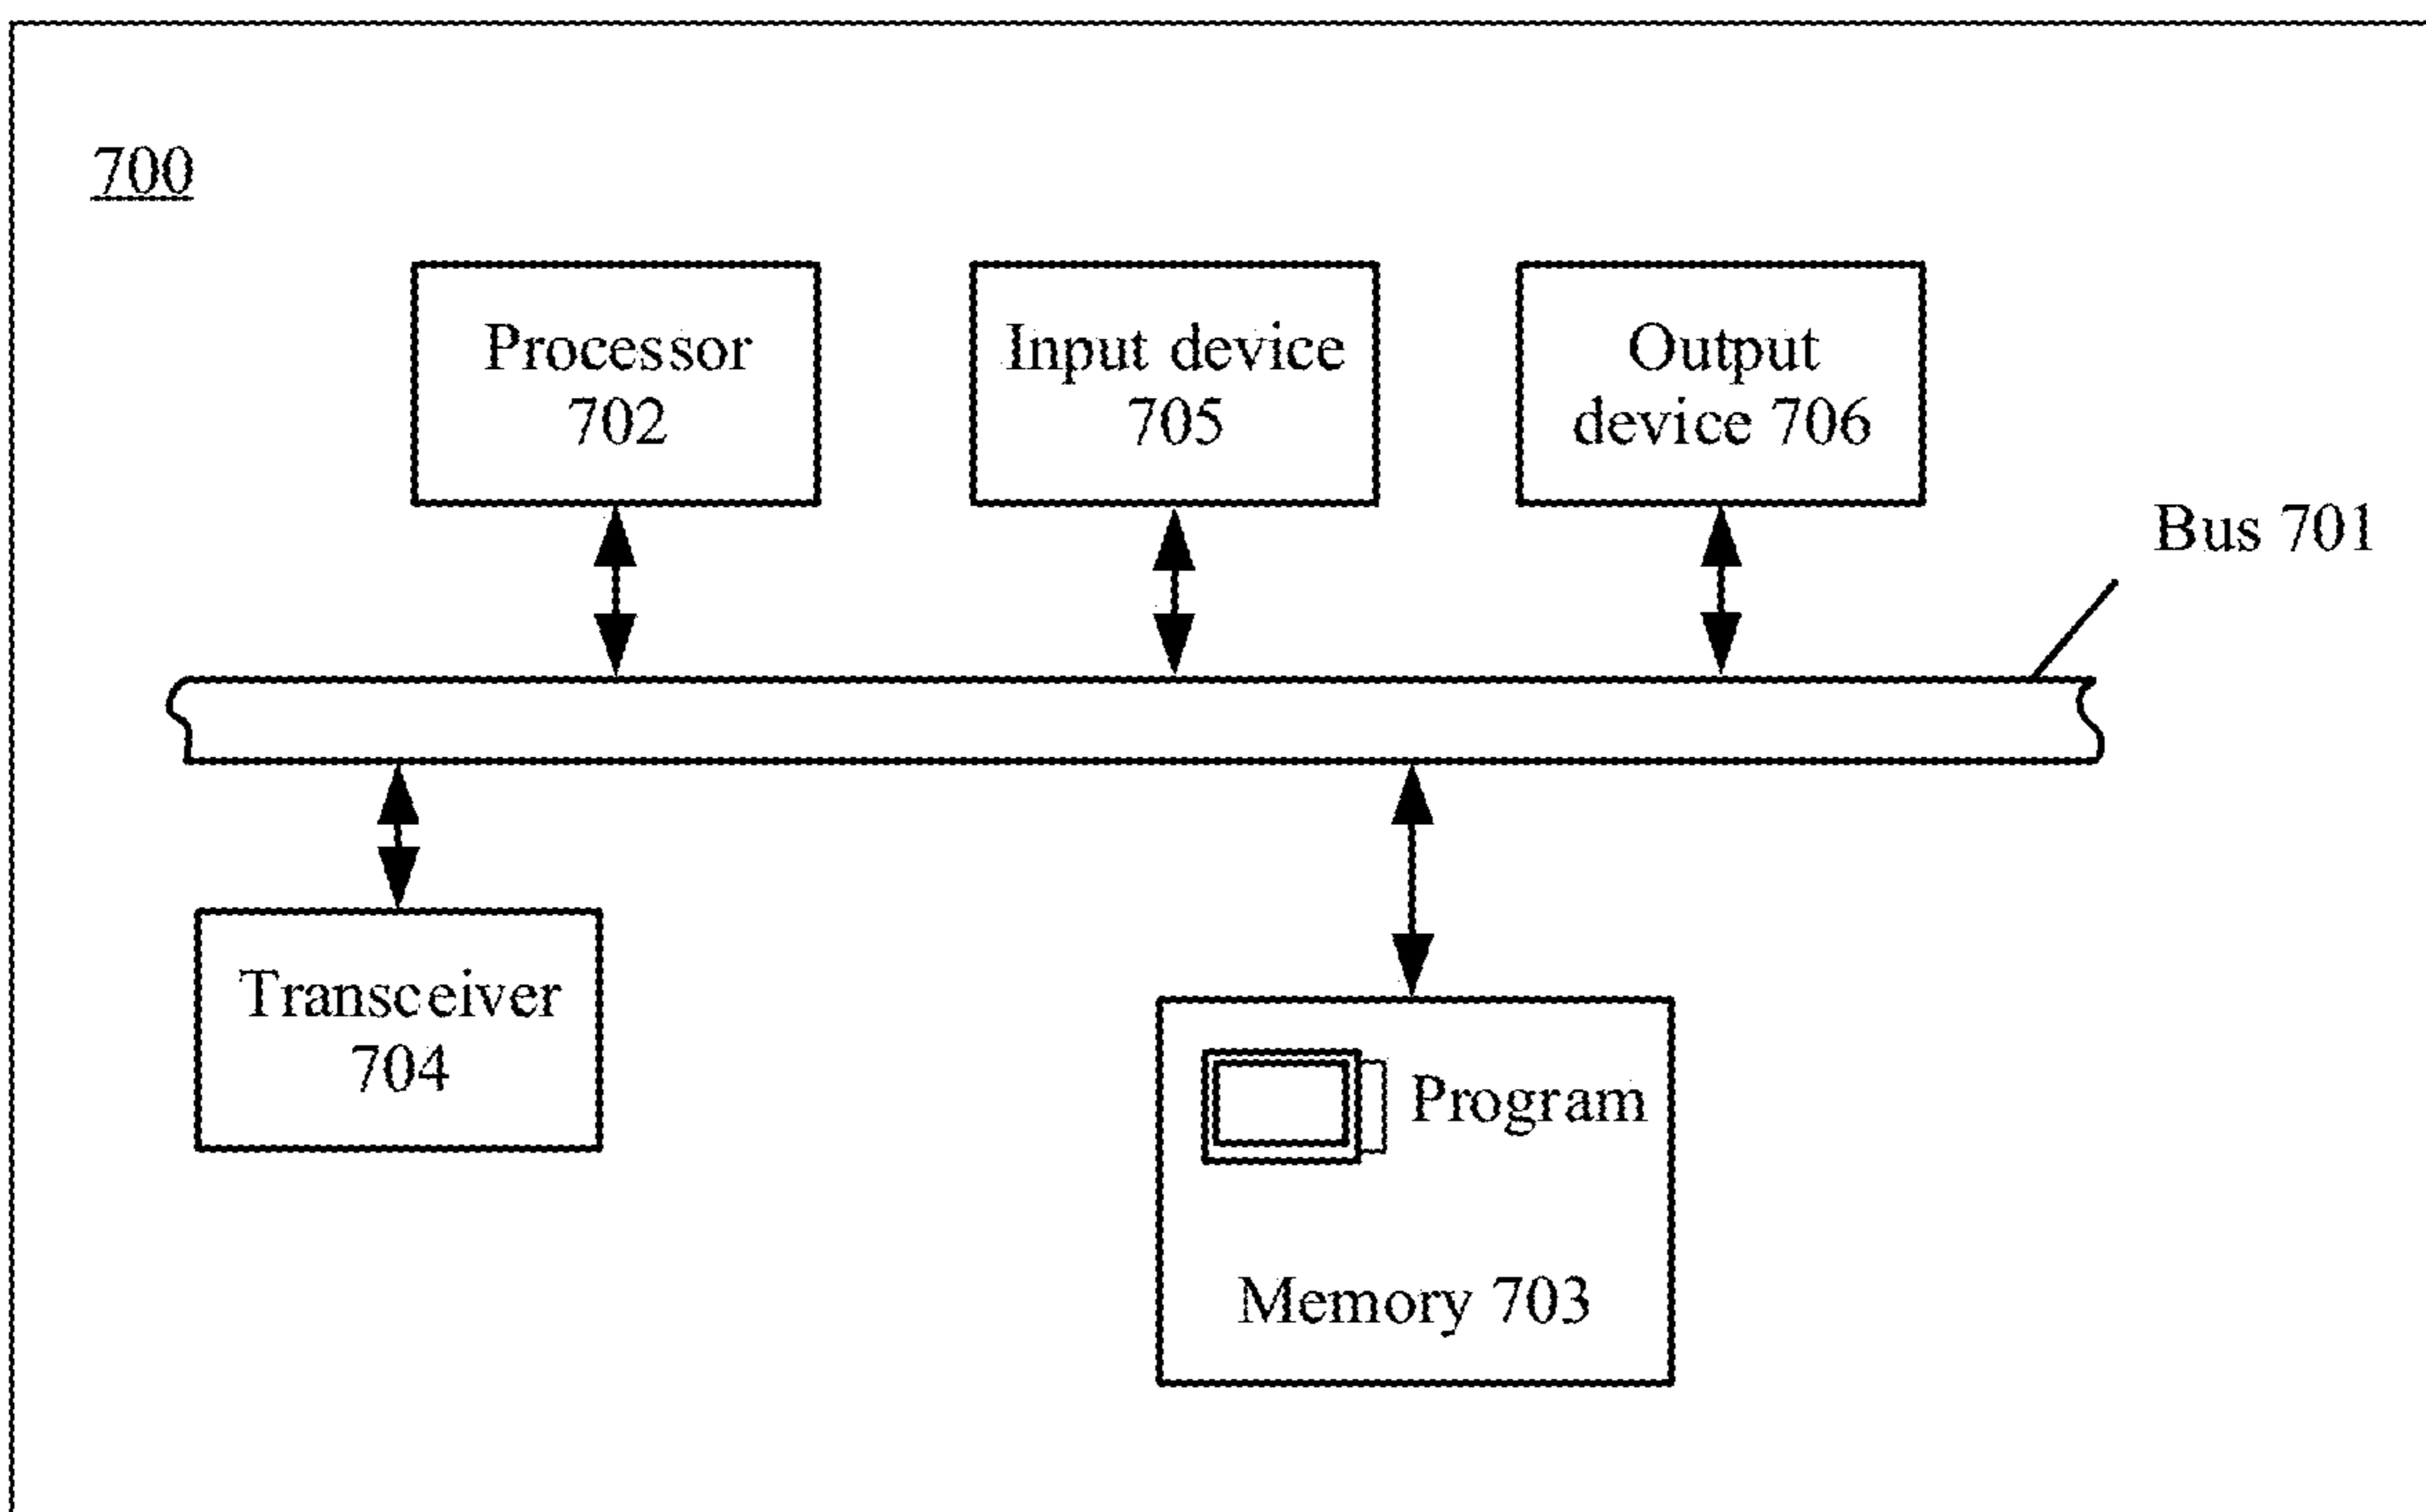 700
Processor
702
Input device
705
Output
device 706
Bus 701
Transceiver
704
Program
Memory 703